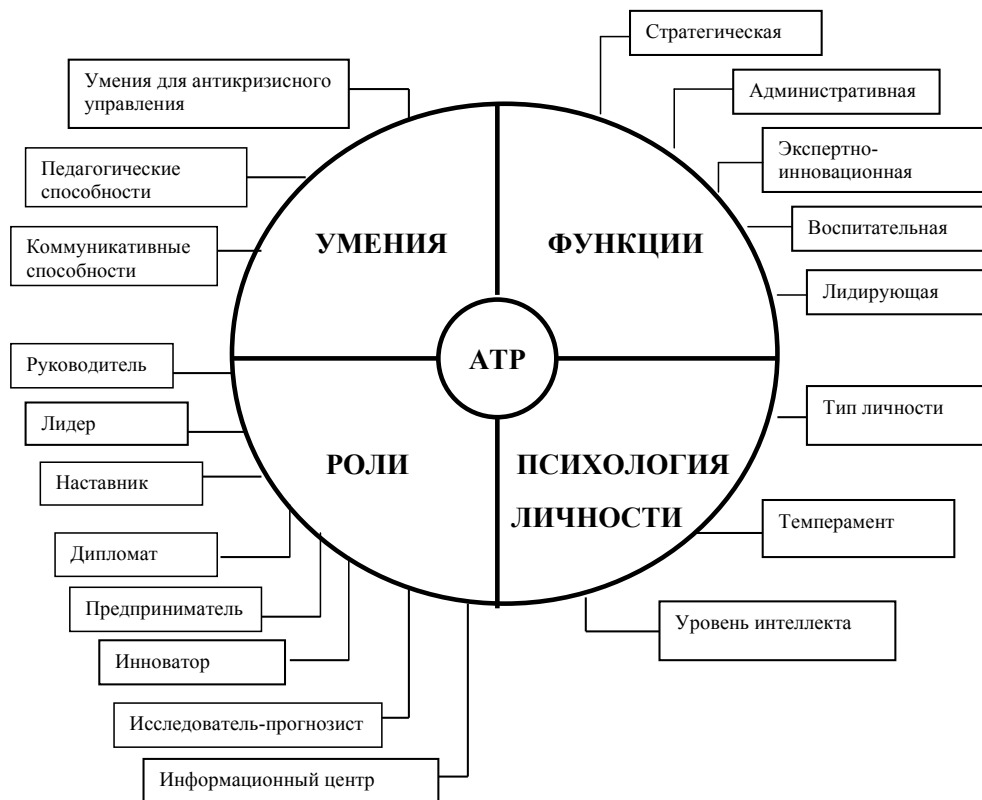 Стратегическая
Умения для антикризисного
управления
Административная
Педагогические
способности
Экспертно-
инновационная
Коммуникативные
способности
Воспитательная
УМЕНИЯ
ФУНКЦИИ
Лидирующая
АТР
Руководитель
Лидер
Тип личности
Наставник
РОЛИ
ПСИХОЛОГИЯ
ЛИЧНОСТИ
Дипломат
Темперамент
Предприниматель
Уровень интеллекта
Инноватор
Исследователь-прогнозист
Информационный центр